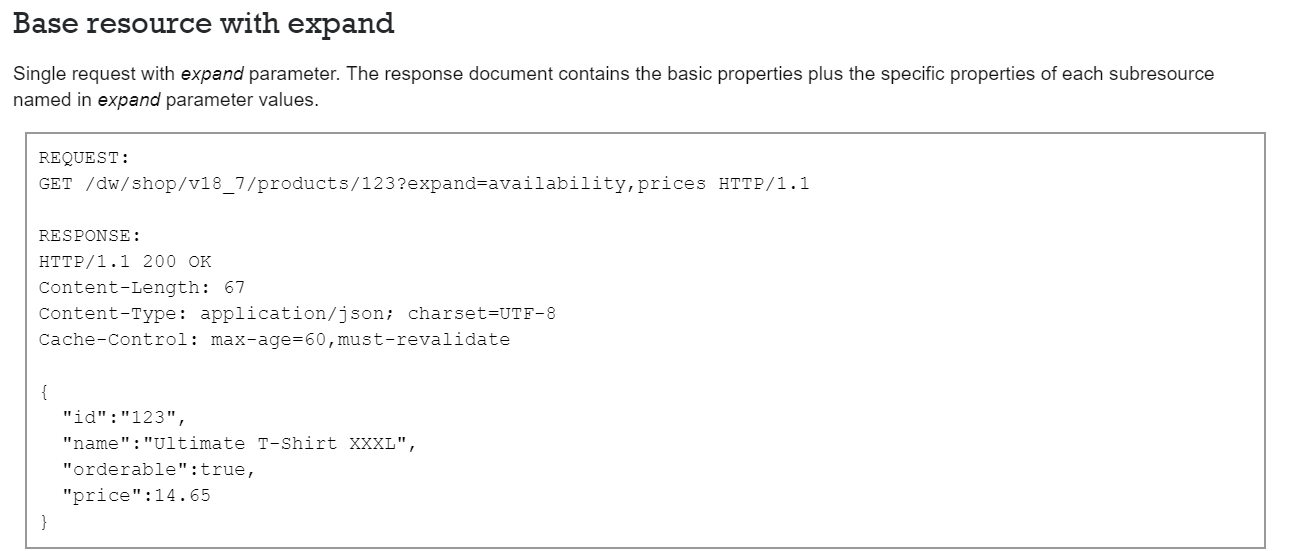 Base resource with expand
Single request with expand parameter. The response document contains the basic properties plus the specific properties of each subresource
named in expand parameter values.
REQUEST:
GET /dw/shop/v18_7/products/123?expand=availability,prices HTTP/1.1
RESPONSE:
HTTP/1.1 200 OK
Content-Length: 67
Content-Type: application/json; charset=UTF-8
Cache-Control: max-age=60,must-revalidate
{
"id":"123",
"name":"Ultimate T-Shirt XXXL",
"orderable":true,
"price":14.65
}